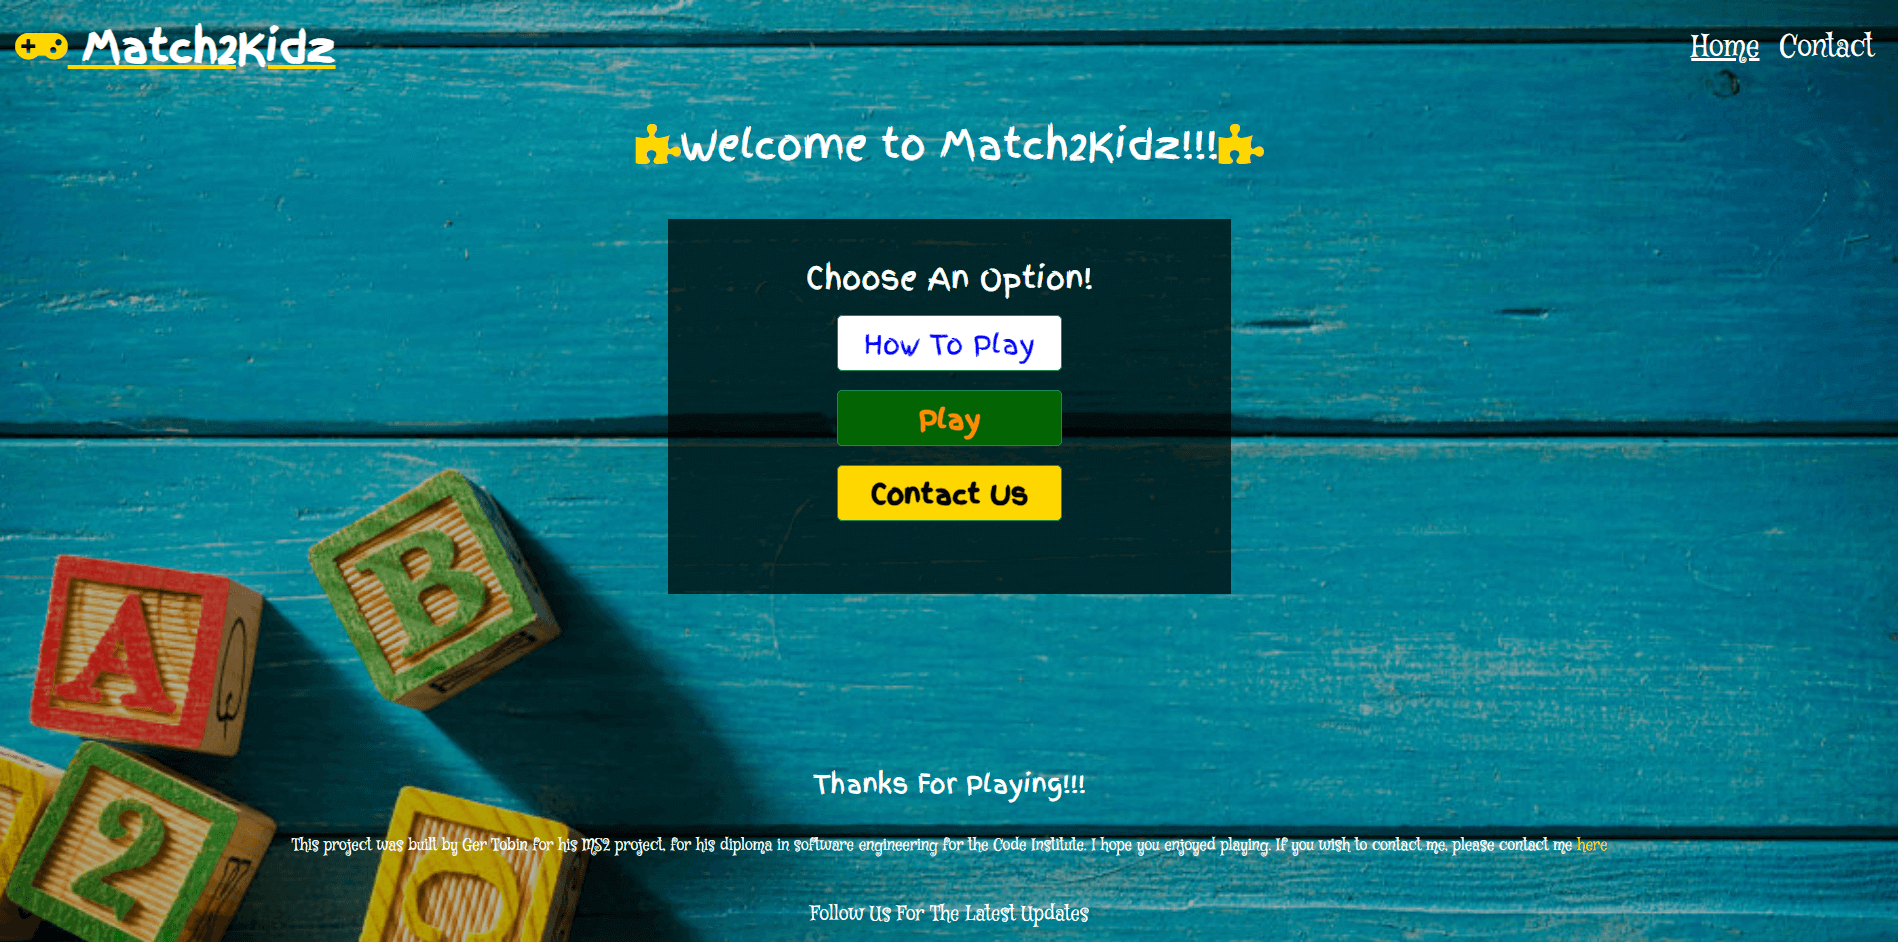 Match2Kidz
Home Contact
Welcome to Match2Kidz!!!
Choose An Option!
How To Play
Play
Contact Us
A
B
2
Thanks For Playing!!!
This project was built by Ger Tobin for his MS2 project, for his diploma in software engineering for the Code Institute. I hope you enjoyed playing. If you wish to contact me, please contact me here
Follow Us For The Latest Updates